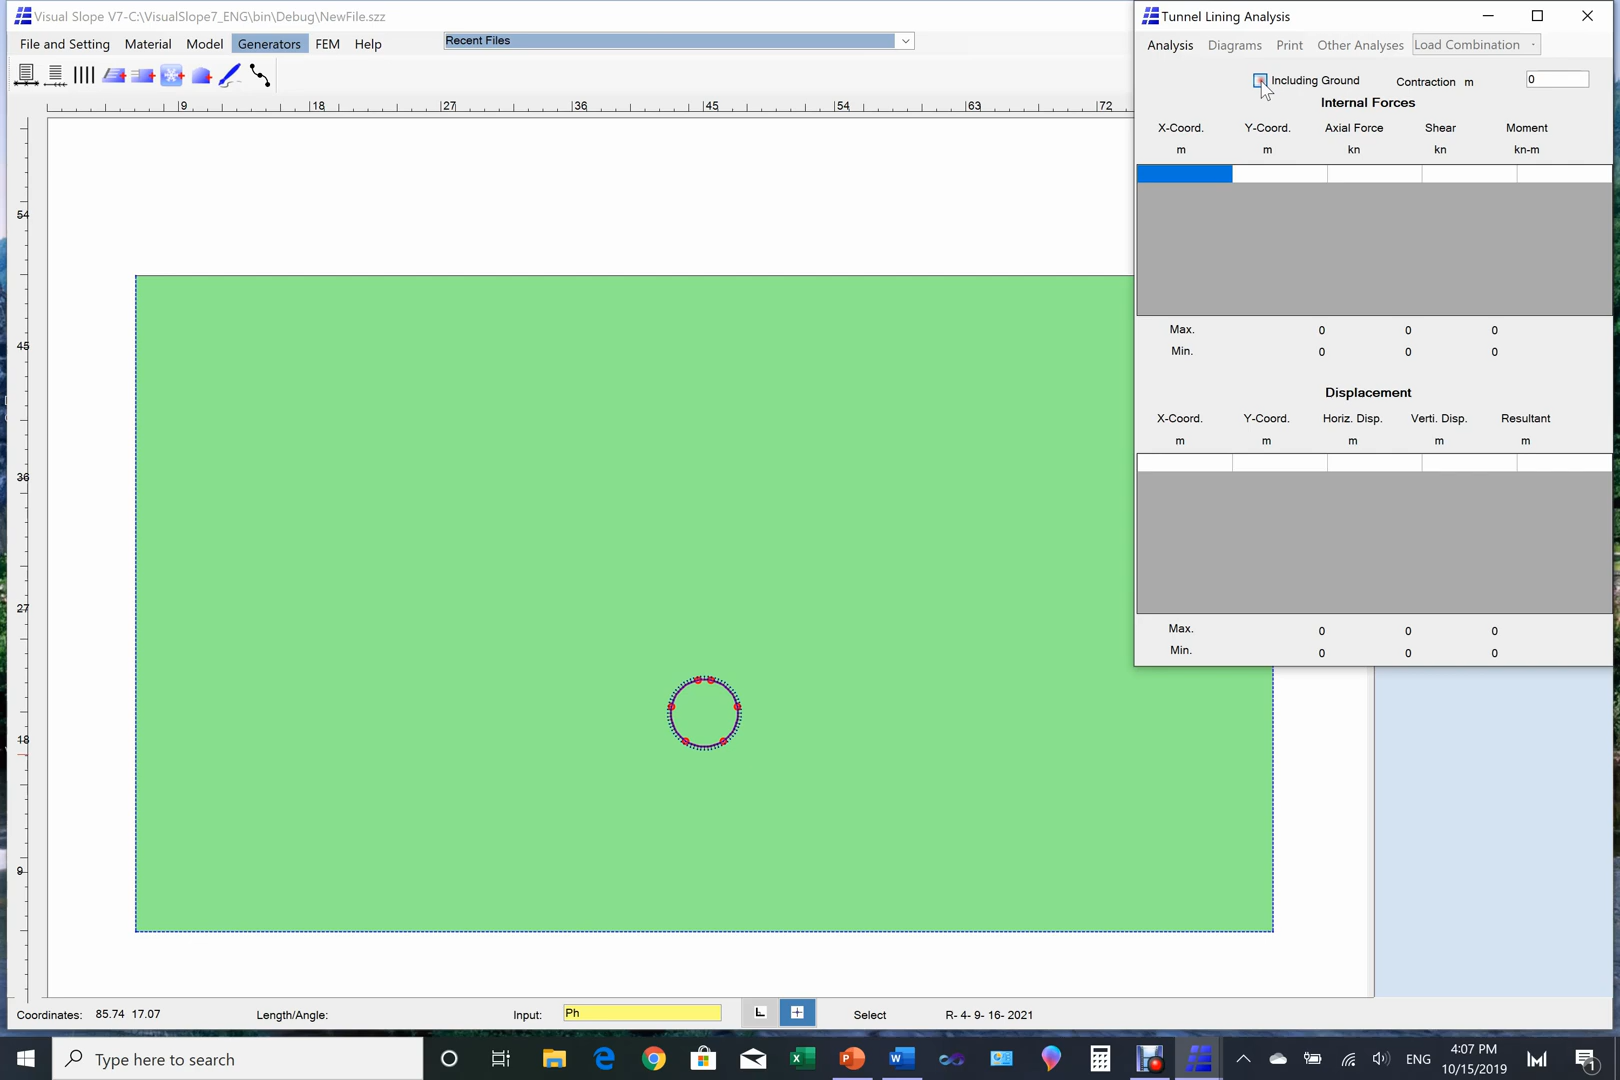 Visual Slope V7-C:\VisualSlope7_ENG\bin\Debug\NewFile.szz
File and Setting Material Model Generators FEM Help
Recent Files
9 18 27 36 45 54 63 72
54
45
36
27
18
9
Tunnel Lining Analysis
Analysis Diagrams Print Other Analyses Load Combination
Including Ground Contraction m 0
Internal Forces
X-Coord. Y-Coord. Axial Force Shear Moment
m m kn kn kn-m
Max. 0 0 0
Min. 0 0 0
Displacement
X-Coord. Y-Coord. Horiz. Disp. Verti. Disp. Resultant
m m m m m
Max. 0 0 0
Min. 0 0 0
Coordinates: 85.74 17.07 Length/Angle: Input: Ph Select R- 4- 9- 16- 2021
Type here to search
ENG
4:07 PM
10/15/2019
1